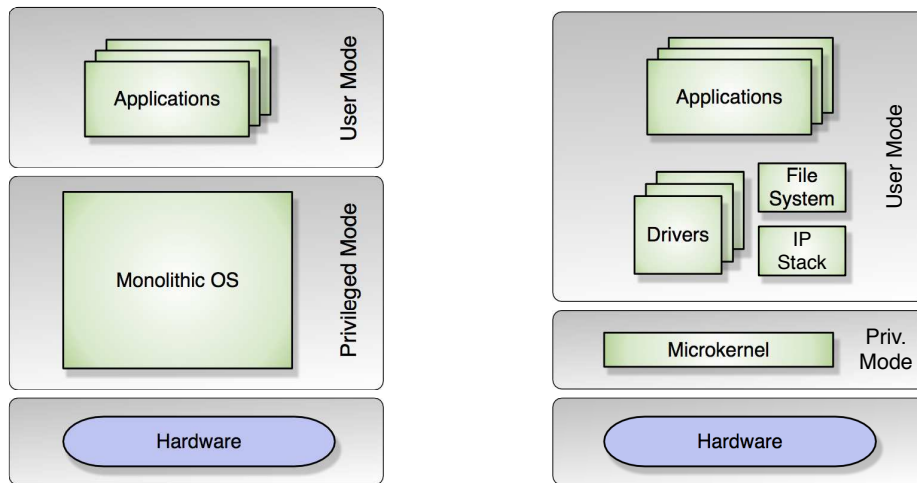 Applications
User Mode
Monolithic OS
Privileged Mode
Hardware
Applications
File
System
Drivers
IP
Stack
User Mode
Microkernel
Priv.
Mode
Hardware